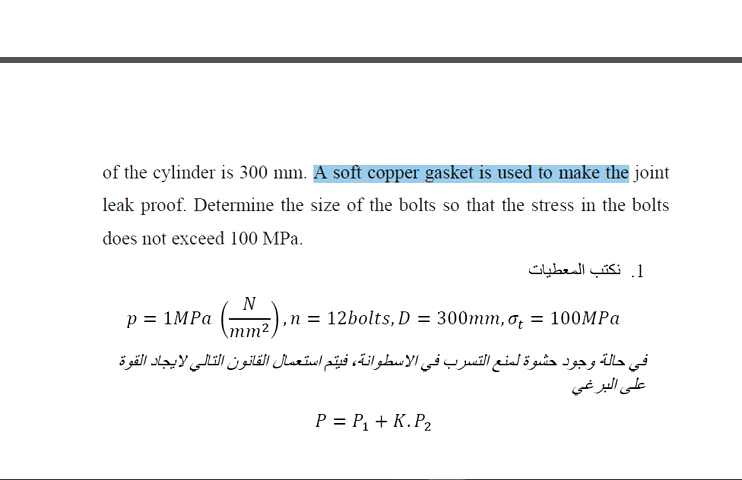 of the cylinder is 300 mm. A soft copper gasket is used to make the joint
leak proof. Determine the size of the bolts so that the stress in the bolts
does not exceed 100 MPa.
1. نكتب المعطيات
p = 1MPa (N/mm²), n = 12bolts, D = 300mm, σₜ = 100MPa
في حالة وجود حشوة لمنع التسرب في الاسطوانة، فيتم استعمال القانون التالي لايجاد القوة
على البرغي
P = P₁ + K.P₂